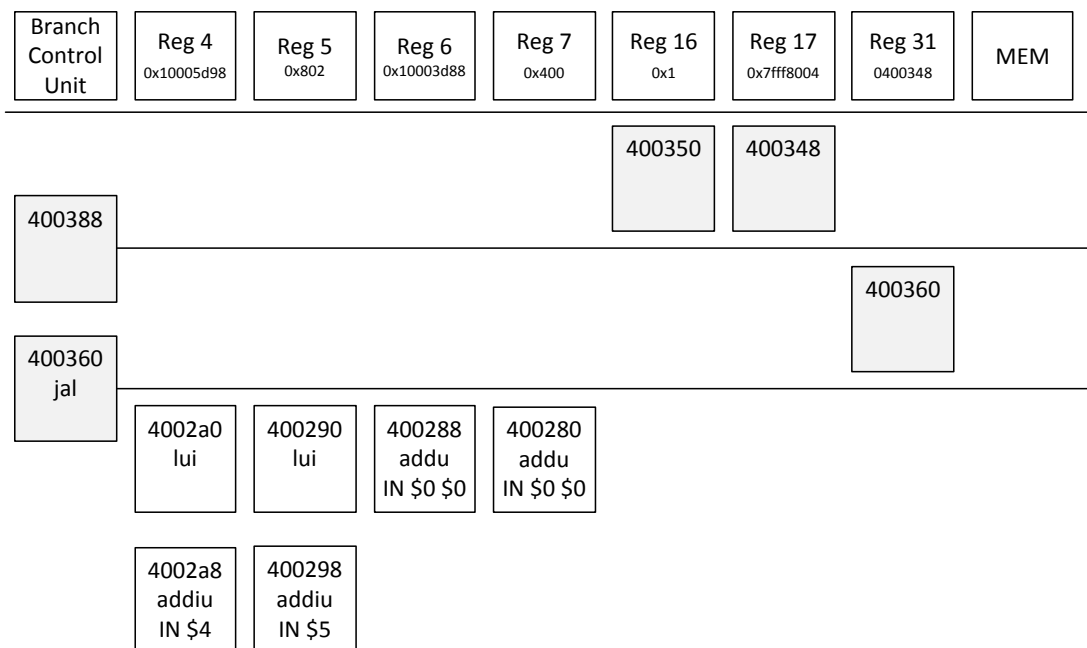 Branch
Control
Unit
Reg 4
0x10005d98
Reg 5
0x802
Reg 6
0x10003d88
Reg 7
0x400
Reg 16
0x1
Reg 17
0x7fff8004
Reg 31
0400348
MEM
400350
400348
400388
400360
400360
jal
4002a0
lui
400290
lui
400288
addu
IN $0 $0
400280
addu
IN $0 $0
4002a8
addiu
IN $4
400298
addiu
IN $5